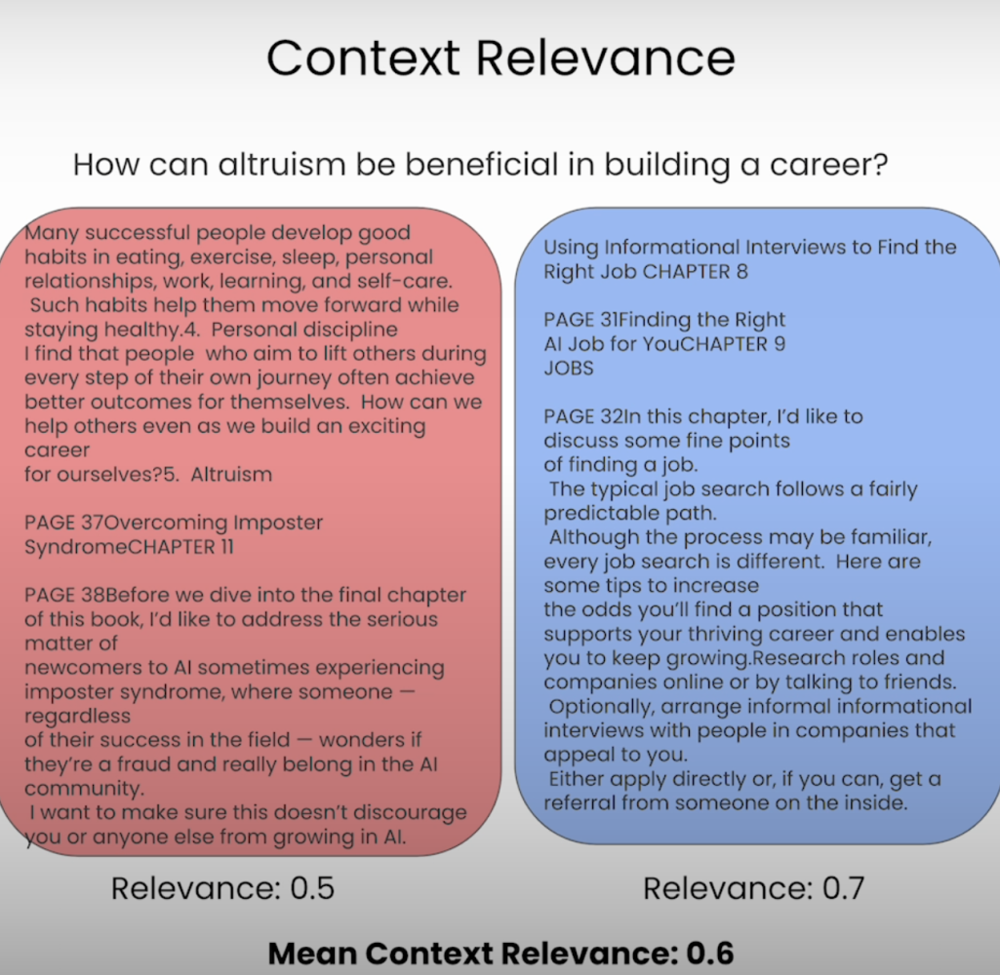 Context Relevance
How can altruism be beneficial in building a career?
Many successful people develop good
habits in eating, exercise, sleep, personal
relationships, work, learning, and self-care.
Such habits help them move forward while
staying healthy.4.  Personal discipline
I find that people  who aim to lift others during
every step of their own journey often achieve
better outcomes for themselves.  How can we
help others even as we build an exciting
career
for ourselves?5.  Altruism
PAGE 37Overcoming Imposter
SyndromeCHAPTER 11
PAGE 38Before we dive into the final chapter
of this book, I’d like to address the serious
matter of
newcomers to AI sometimes experiencing
imposter syndrome, where someone —
regardless
of their success in the field — wonders if
they’re a fraud and really belong in the AI
community.
I want to make sure this doesn’t discourage
you or anyone else from growing in AI.
Relevance: 0.5
Using Informational Interviews to Find the
Right Job CHAPTER 8
PAGE 31Finding the Right
AI Job for YouCHAPTER 9
JOBS
PAGE 32In this chapter, I’d like to
discuss some fine points
of finding a job.
The typical job search follows a fairly
predictable path.
Although the process may be familiar,
every job search is different.  Here are
some tips to increase
the odds you’ll find a position that
supports your thriving career and enables
you to keep growing.Research roles and
companies online or by talking to friends.
Optionally, arrange informal informational
interviews with people in companies that
appeal to you.
Either apply directly or, if you can, get a
referral from someone on the inside.
Relevance: 0.7
Mean Context Relevance: 0.6